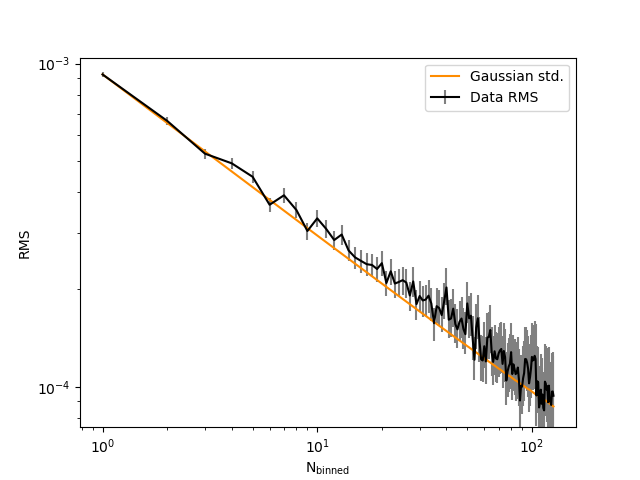 10⁻³
10⁻⁴
RMS
Gaussian std.
Data RMS
10⁰
10¹
10²
N_binned